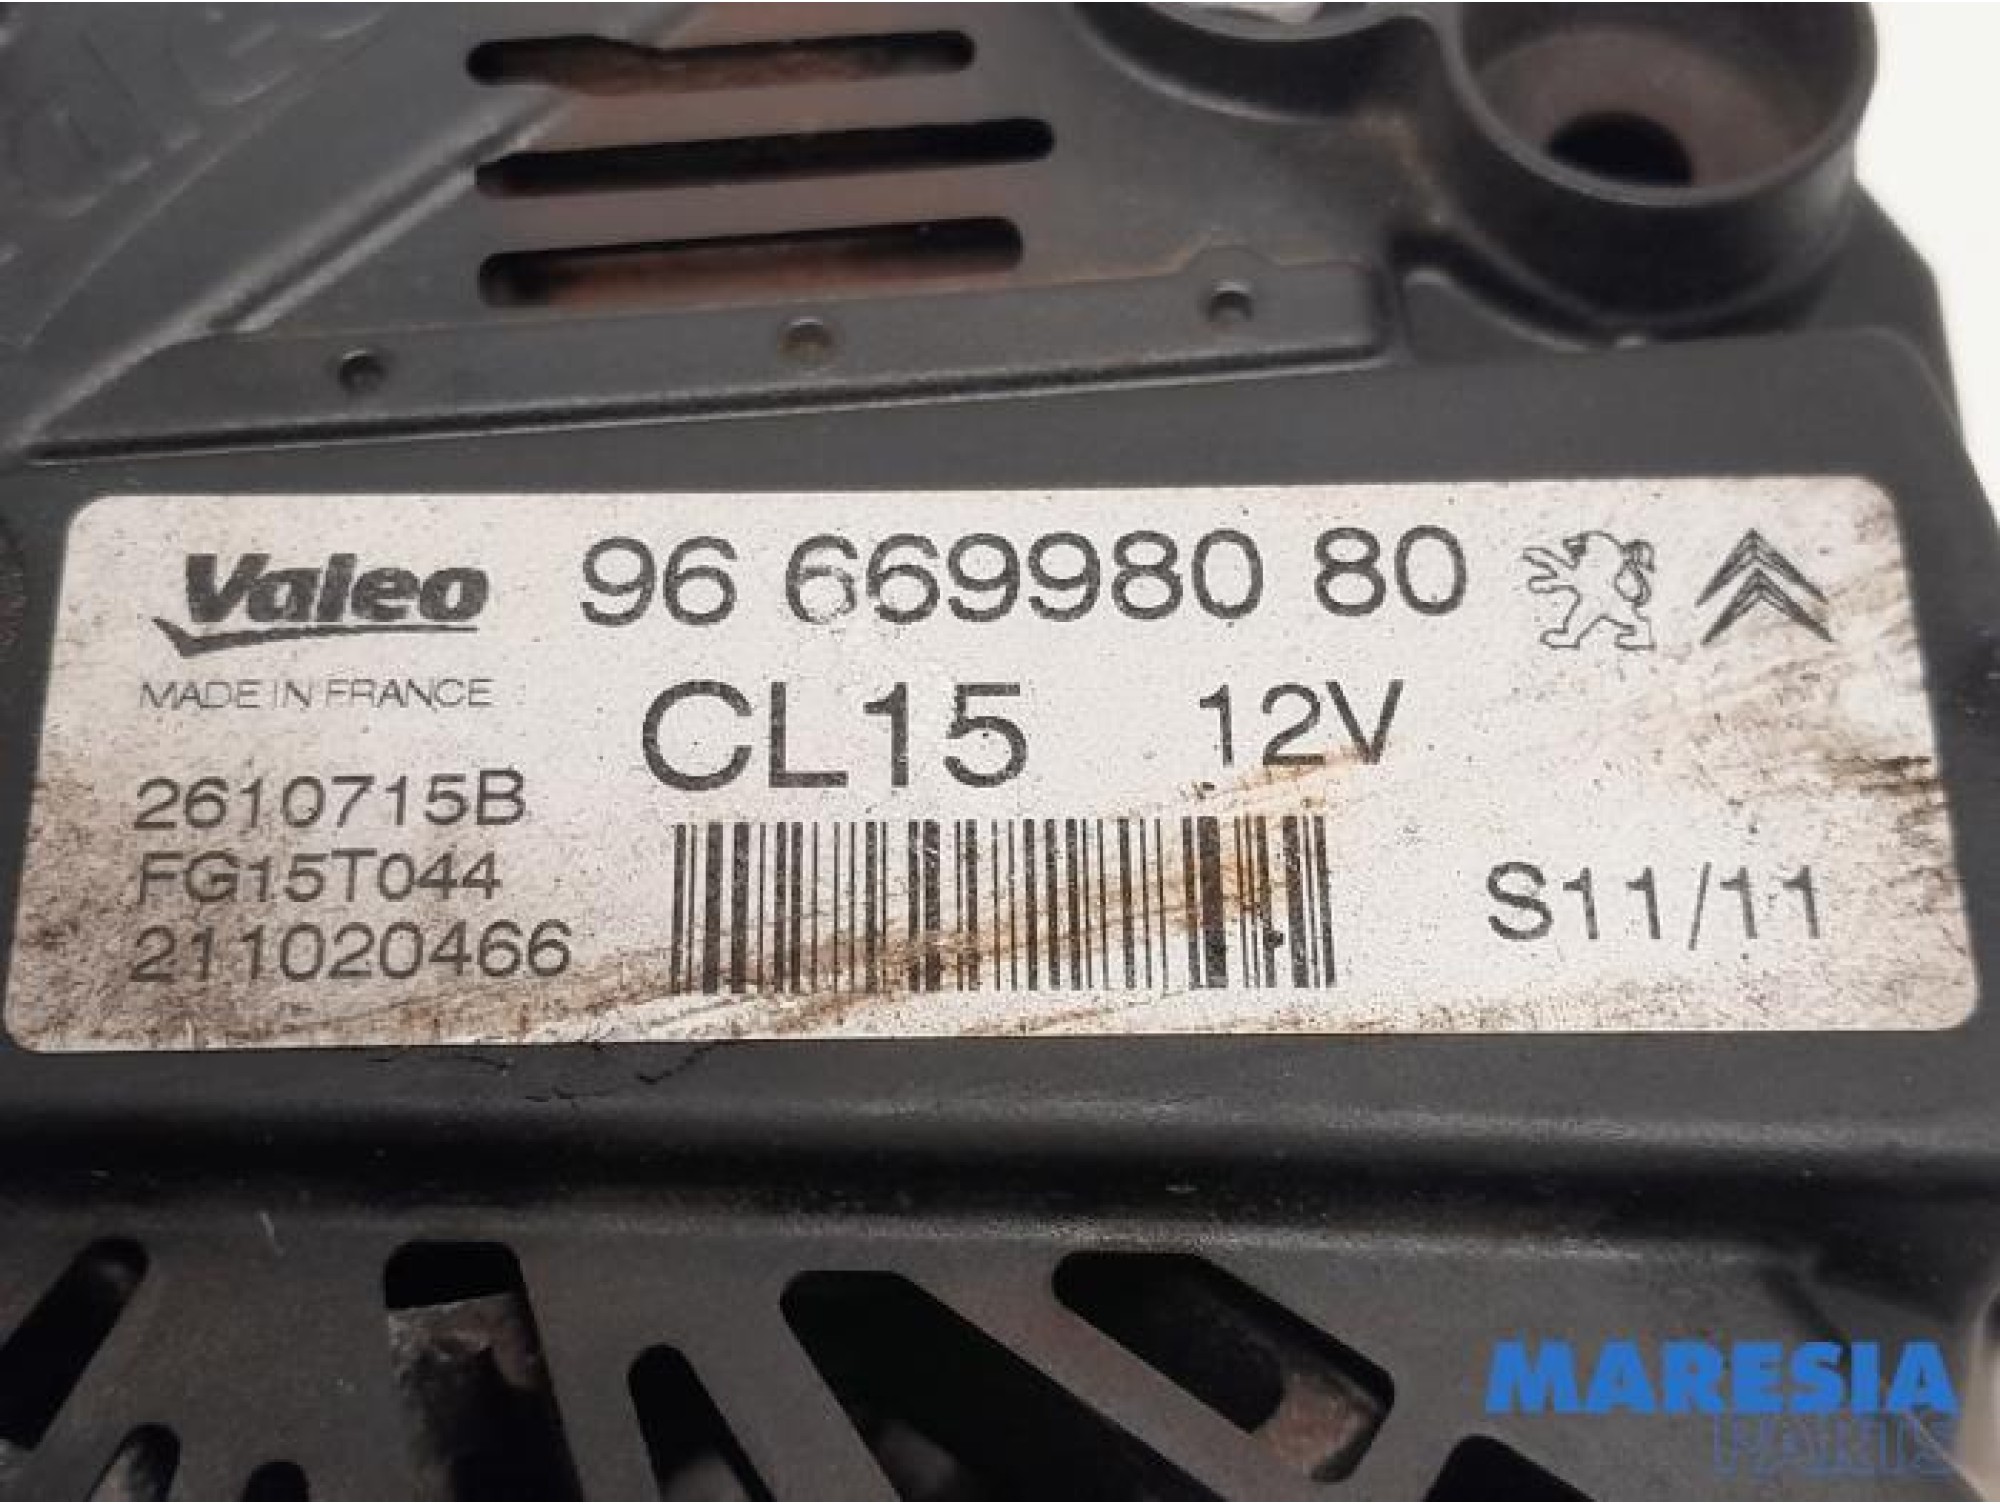 Valeo 96 669980 80
MADE IN FRANCE CL15 12V
2610715B
FG15T044
211020466
S11/11
MARESIA
PARTS